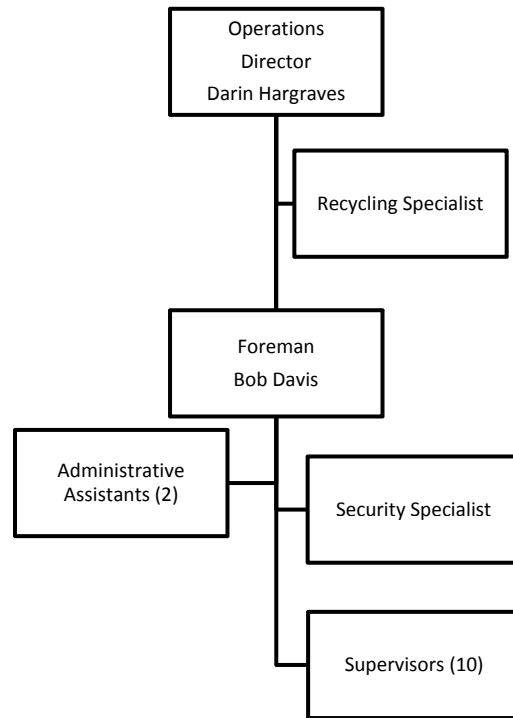 Operations
Director
Darin Hargraves
Recycling Specialist
Foreman
Bob Davis
Administrative
Assistants (2)
Security Specialist
Supervisors (10)